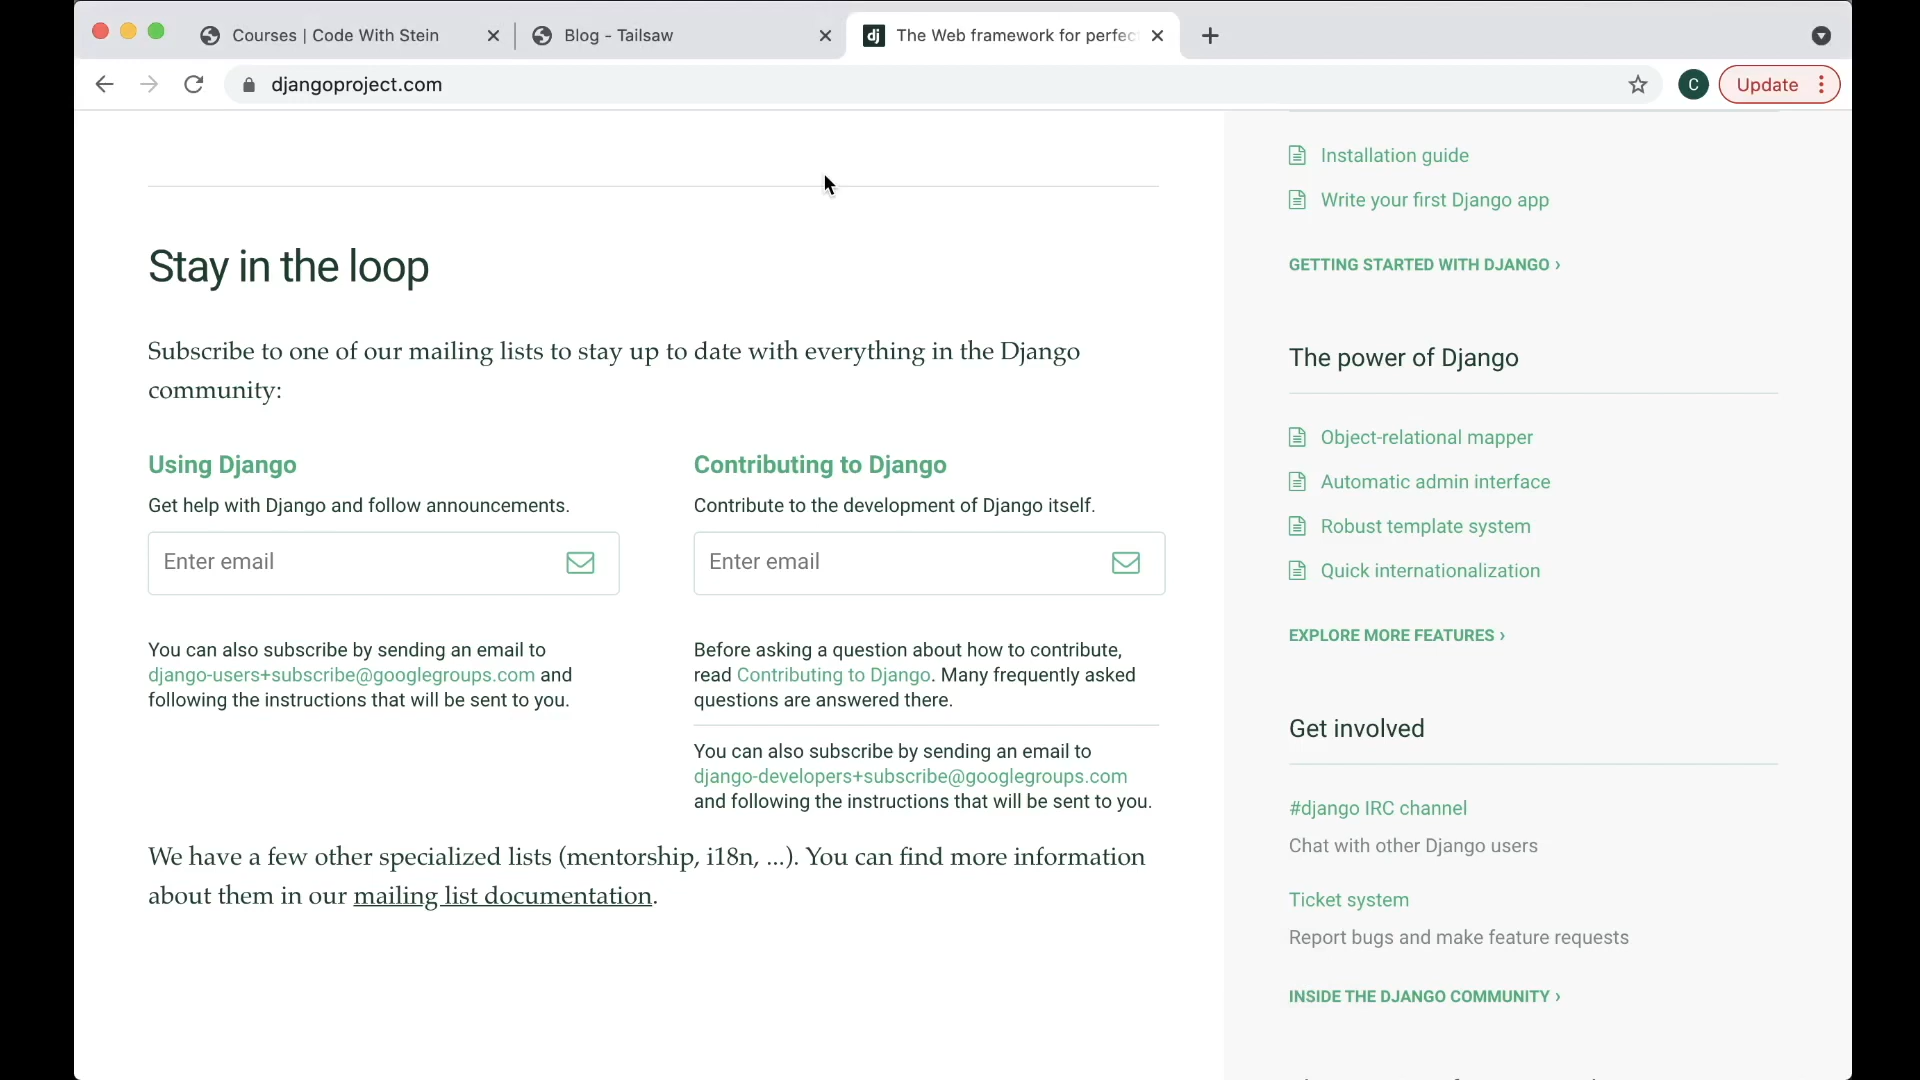 Courses | Code With Stein
Blog - Tailsaw
dj
The Web framework for perfec
djangoproject.com
C
Update
Stay in the loop
Subscribe to one of our mailing lists to stay up to date with everything in the Django
community:
Using Django
Get help with Django and follow announcements.
Enter email
You can also subscribe by sending an email to
django-users+subscribe@googlegroups.com and
following the instructions that will be sent to you.
Contributing to Django
Contribute to the development of Django itself.
Enter email
Before asking a question about how to contribute,
read Contributing to Django. Many frequently asked
questions are answered there.
You can also subscribe by sending an email to
django-developers+subscribe@googlegroups.com
and following the instructions that will be sent to you.
We have a few other specialized lists (mentorship, i18n, ...). You can find more information
about them in our mailing list documentation.
Installation guide
Write your first Django app
GETTING STARTED WITH DJANGO ›
The power of Django
Object-relational mapper
Automatic admin interface
Robust template system
Quick internationalization
EXPLORE MORE FEATURES ›
Get involved
#django IRC channel
Chat with other Django users
Ticket system
Report bugs and make feature requests
INSIDE THE DJANGO COMMUNITY ›